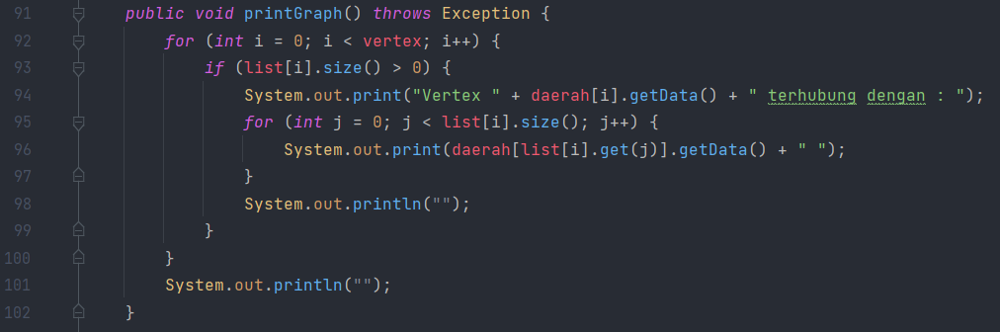 91 public void printGraph() throws Exception {
92 for (int i = 0; i < vertex; i++) {
93 if (list[i].size() > 0) {
94 System.out.print("Vertex " + daerah[i].getData() + " terhubung dengan : ");
95 for (int j = 0; j < list[i].size(); j++) {
96 System.out.print(daerah[list[i].get(j)].getData() + " ");
97 }
98 System.out.println("");
99 }
100 }
101 System.out.println("");
102 }